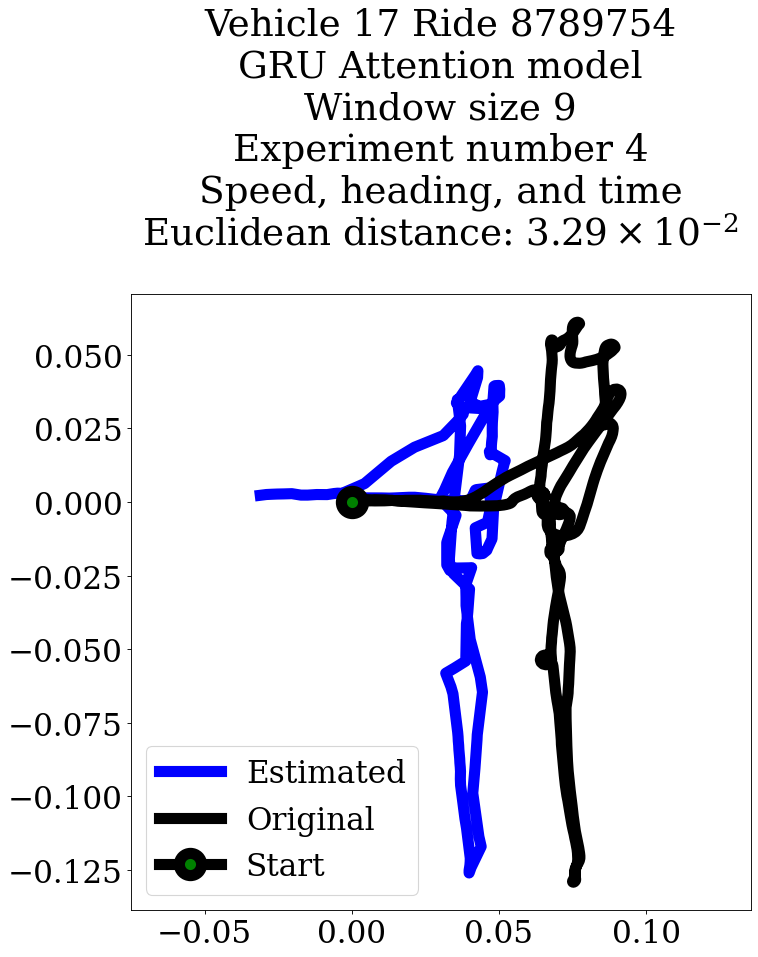 Vehicle 17 Ride 8789754
GRU Attention model
Window size 9
Experiment number 4
Speed, heading, and time
Euclidean distance: 3.29 × 10⁻²
0.050
0.025
0.000
−0.025
−0.050
−0.075
−0.100
−0.125
Estimated
Original
Start
−0.05 0.00 0.05 0.10